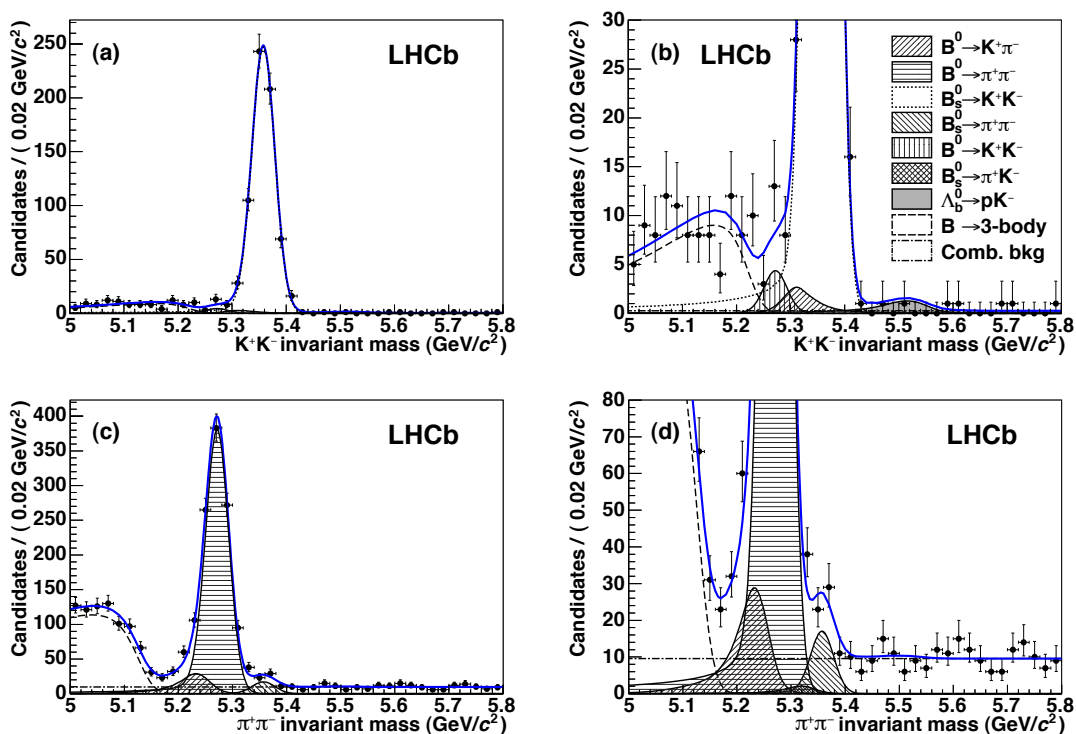 (a) LHCb
Candidates / ( 0.02 GeV/c²)
250
200
150
100
50
0
5 5.1 5.2 5.3 5.4 5.5 5.6 5.7 5.8
K⁺K⁻ invariant mass (GeV/c²)
(b) LHCb
Candidates / ( 0.02 GeV/c²)
30
25
20
15
10
5
0
5 5.1 5.2 5.3 5.4 5.5 5.6 5.7 5.8
K⁺K⁻ invariant mass (GeV/c²)
B⁰→K⁺π⁻
B⁰→π⁺π⁻
B⁰ₛ→K⁺K⁻
B⁰ₛ→π⁺π⁻
B⁰→K⁺K⁻
B⁰ₛ→π⁺K⁻
Λ⁰_b→pK⁻
B→3-body
Comb. bkg
(c) LHCb
Candidates / ( 0.02 GeV/c²)
400
350
300
250
200
150
100
50
0
5 5.1 5.2 5.3 5.4 5.5 5.6 5.7 5.8
π⁺π⁻ invariant mass (GeV/c²)
(d) LHCb
Candidates / ( 0.02 GeV/c²)
80
70
60
50
40
30
20
10
0
5 5.1 5.2 5.3 5.4 5.5 5.6 5.7 5.8
π⁺π⁻ invariant mass (GeV/c²)